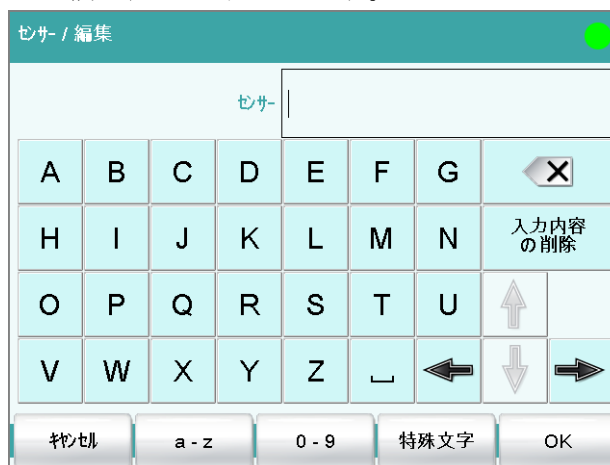 ｾﾝｻｰ / 編集
ｾﾝｻｰ
A B C D E F G
H I J K L M N 入力内容
の削除
O P Q R S T U
V W X Y Z
ｷｬﾝｾﾙ a - z 0 - 9 特殊文字 OK